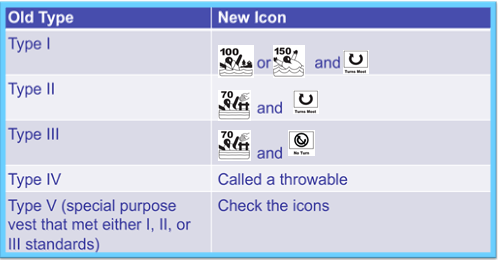 Old Type New Icon
Type I 100 or 150 and Turns Most
Type II 70 and Turns Most
Type III 70 and No Turn
Type IV Called a throwable
Type V (special purpose Check the icons
vest that met either I, II, or
III standards)